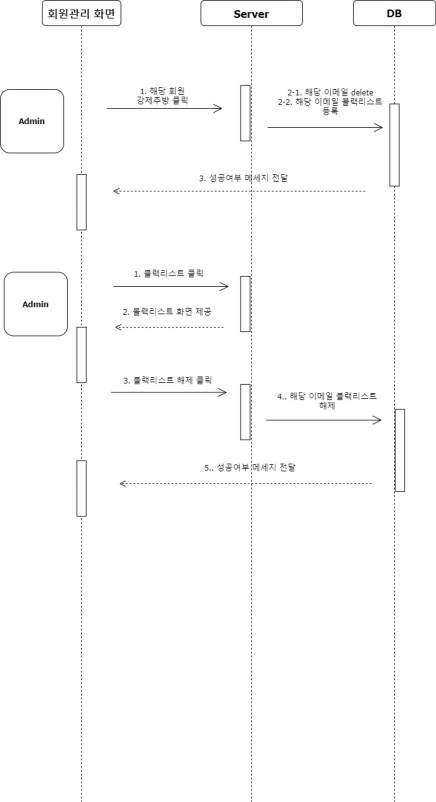 회원관리 화면
Server
DB
1. 해당 회원
강제추방 클릭
2-1. 해당 이메일 delete
2-2. 해당 이메일 블랙리스트
등록
Admin
3. 성공여부 메세지 전달
1. 블랙리스트 클릭
Admin
2. 블랙리스트 화면 제공
3. 블랙리스트 해제 클릭
4.. 해당 이메일 블랙리스트
해제
5.. 성공여부 메세지 전달